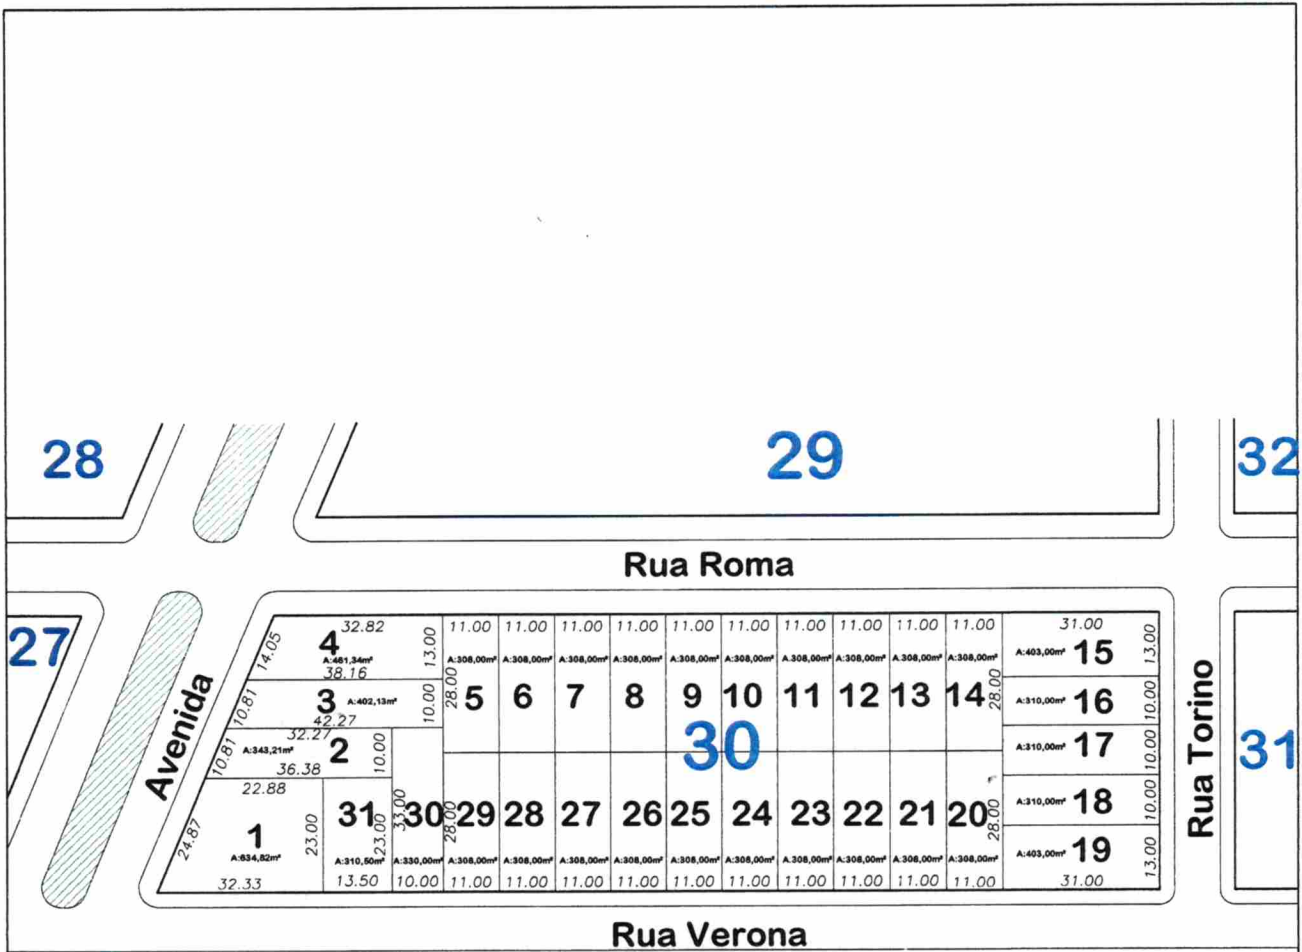 28
29
32
Rua Roma
27
Avenida
14.05
4
32.82
A:461,34m²
38.16
13.00
10.81
3
A:402,13m²
42.27
10.00
10.81
32.27
A:343,21m²
2
36.38
10.00
24.87
22.88
1
A:634,82m²
23.00
32.33
31
23.00
A:310,50m²
13.50
33.00
30
A:330,00m²
10.00
11.00 11.00 11.00 11.00 11.00 11.00 11.00 11.00 11.00 11.00
A:308,00m² A:308,00m² A:308,00m² A:308,00m² A:308,00m² A:308,00m² A:308,00m² A:308,00m² A:308,00m² A:308,00m²
28.00 5 6 7 8 9 10 11 12 13 14 28.00
30
28.00 29 28 27 26 25 24 23 22 21 20 28.00
A:308,00m² A:308,00m² A:308,00m² A:308,00m² A:308,00m² A:308,00m² A:308,00m² A:308,00m² A:308,00m² A:308,00m²
11.00 11.00 11.00 11.00 11.00 11.00 11.00 11.00 11.00 11.00
31.00
A:403,00m² 15 13.00
A:310,00m² 16 10.00
A:310,00m² 17 10.00
A:310,00m² 18 10.00
A:403,00m² 19 13.00
31.00
Rua Torino
31
Rua Verona